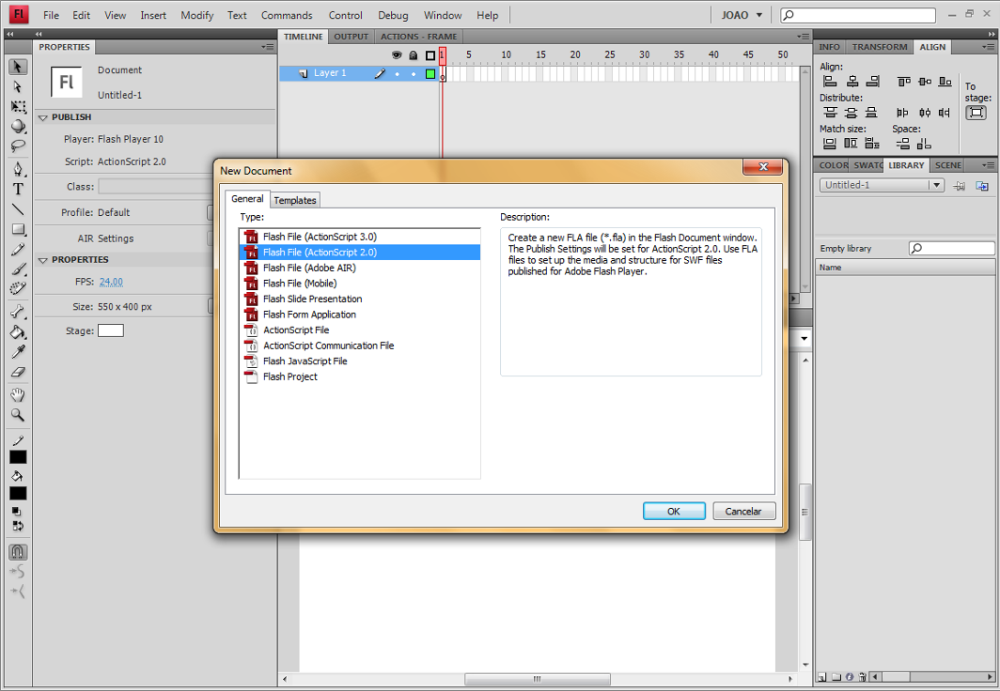 Fl File Edit View Insert Modify Text Commands Control Debug Window Help JOAO
PROPERTIES
TIMELINE OUTPUT ACTIONS - FRAME
INFO TRANSFORM ALIGN
1 5 10 15 20 25 30 35 40 45 50
Layer 1
Fl
Document
Untitled-1
PUBLISH
Player: Flash Player 10
Script: ActionScript 2.0
Class:
Profile: Default
AIR Settings
PROPERTIES
FPS: 24.00
Size: 550 x 400 px
Stage:
Align:
To
stage:
Distribute:
Match size: Space:
COLOR SWATC LIBRARY SCENE
Untitled-1
Empty library
Name
New Document
General Templates
Type:
Flash File (ActionScript 3.0)
Flash File (ActionScript 2.0)
Flash File (Adobe AIR)
Flash File (Mobile)
Flash Slide Presentation
Flash Form Application
ActionScript File
ActionScript Communication File
Flash JavaScript File
Flash Project
Description:
Create a new FLA file (*.fla) in the Flash Document window.
The Publish Settings will be set for ActionScript 2.0. Use FLA
files to set up the media and structure for SWF files
published for Adobe Flash Player.
OK Cancelar